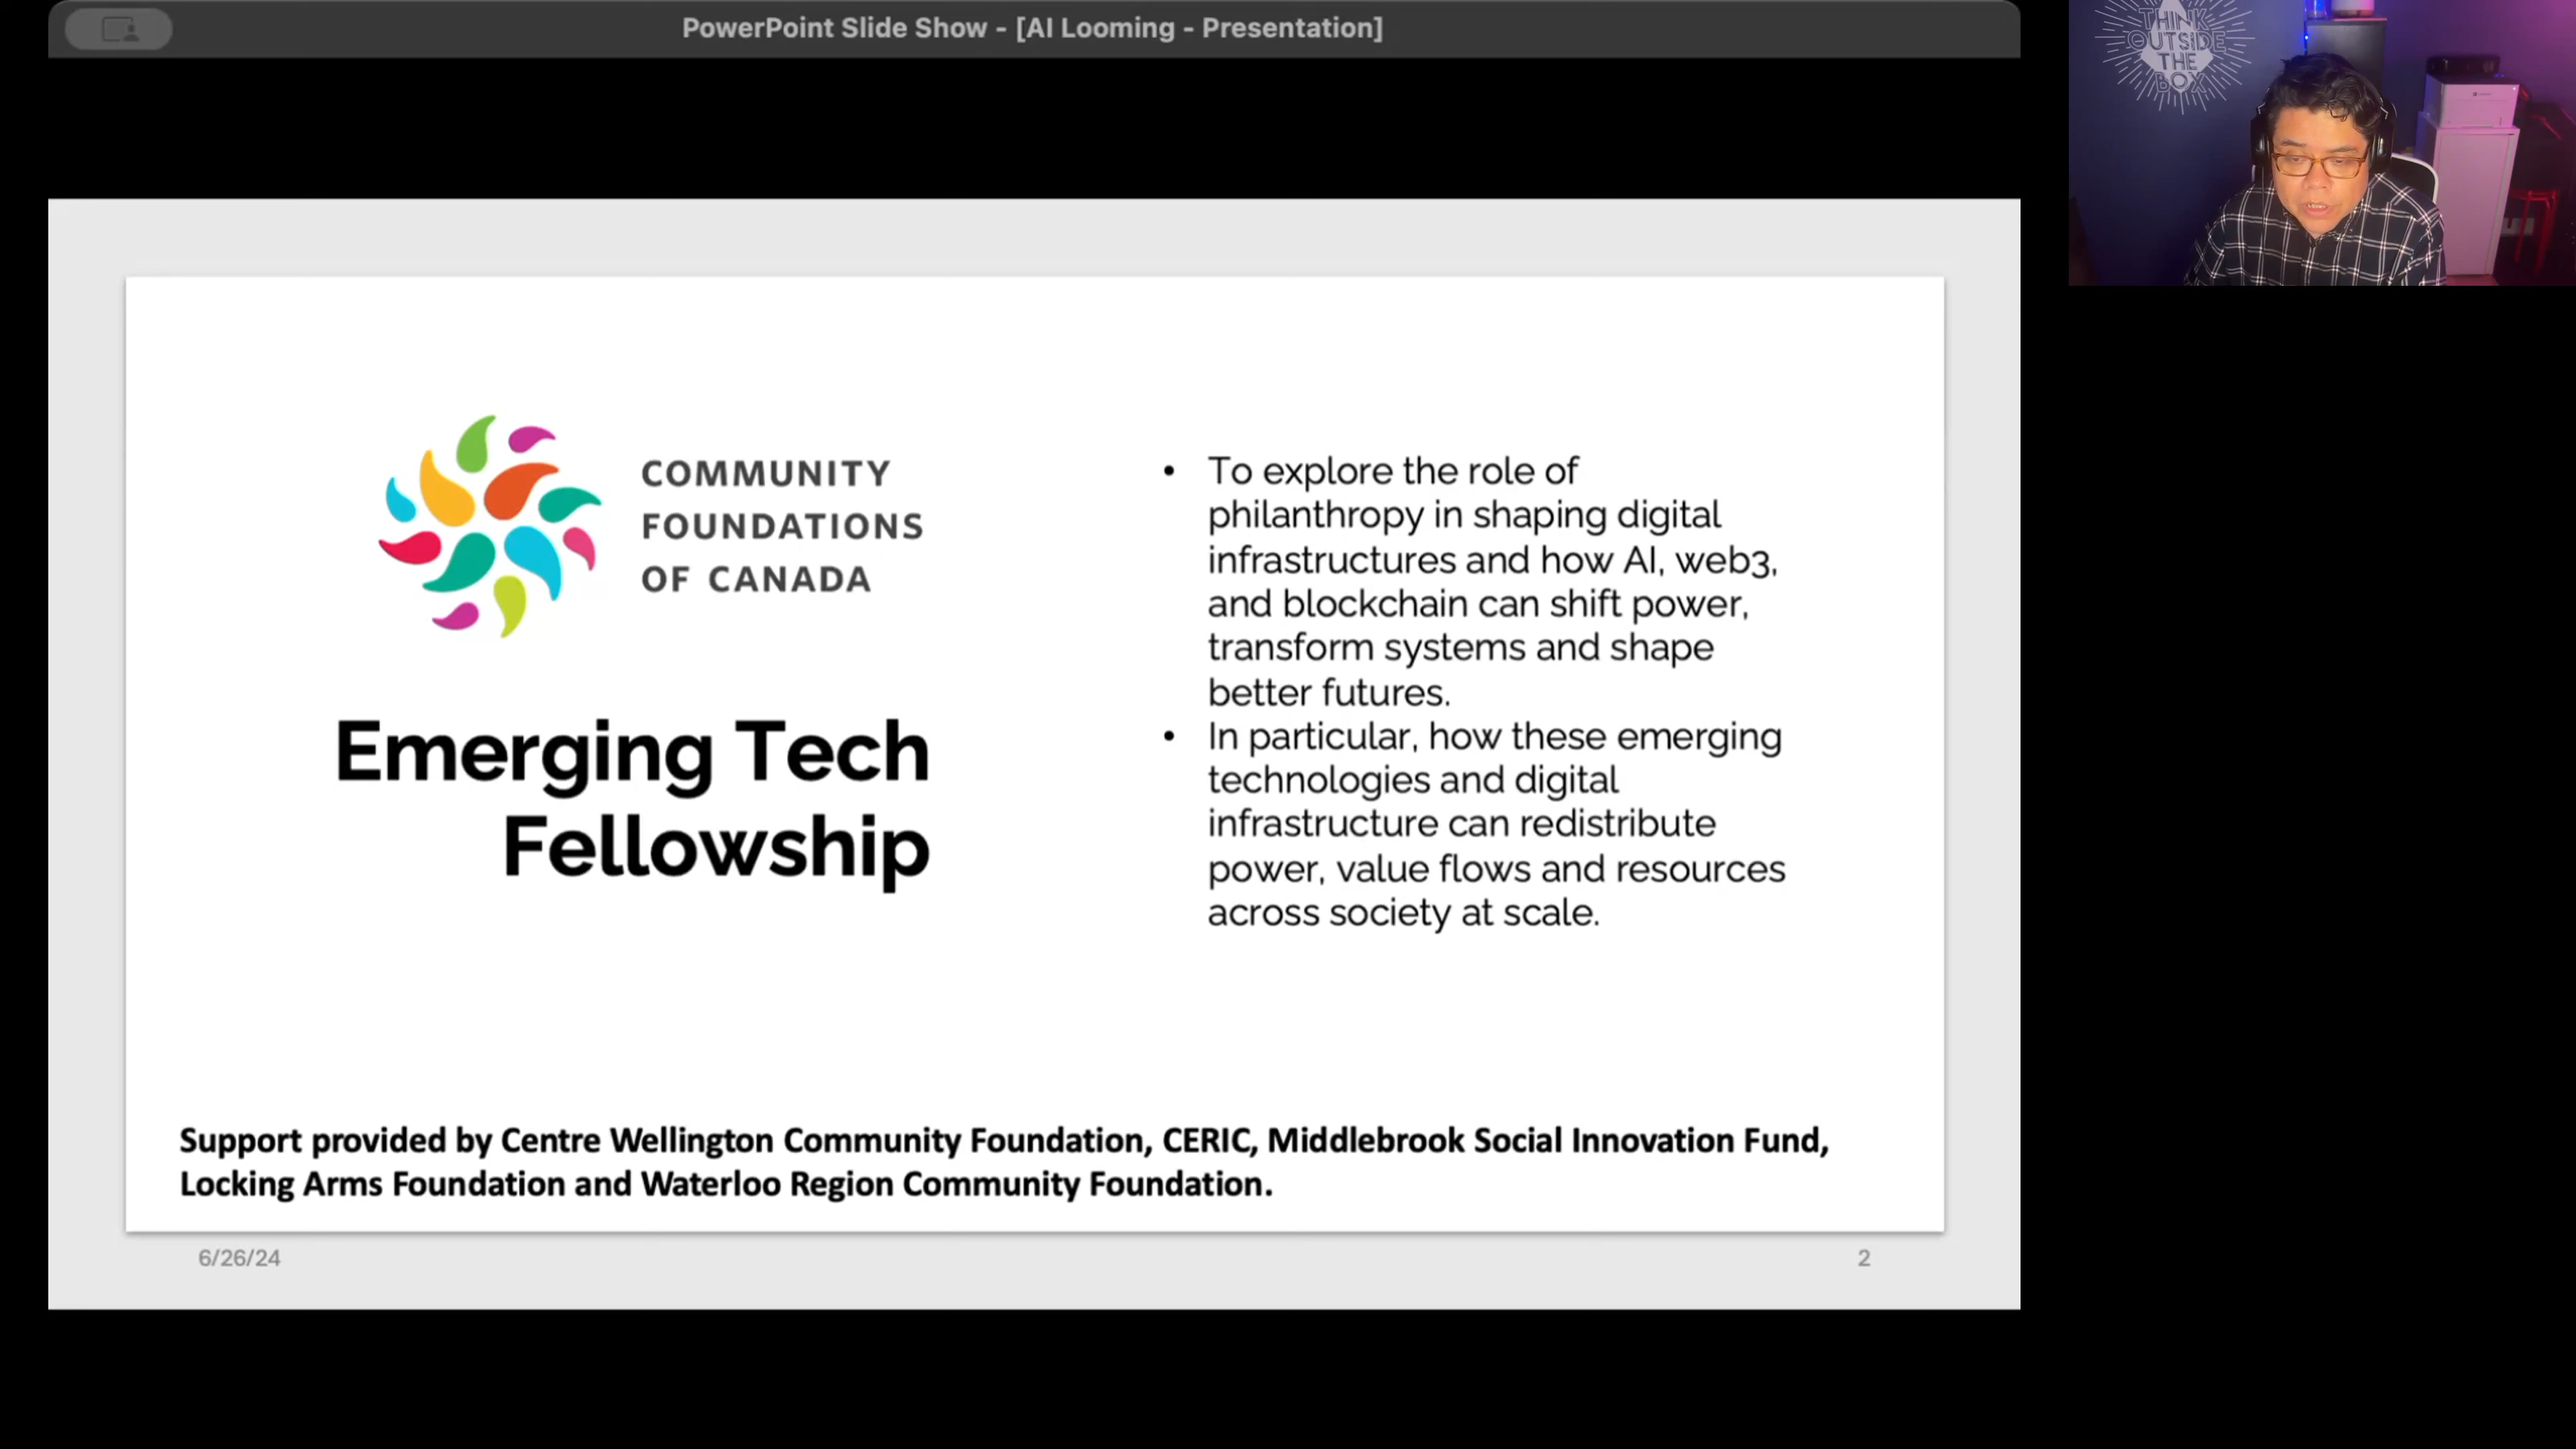 PowerPoint Slide Show - [AI Looming - Presentation]
THINK
OUTSIDE
THE
BOX
COMMUNITY
FOUNDATIONS
OF CANADA
Emerging Tech
Fellowship
• To explore the role of
philanthropy in shaping digital
infrastructures and how AI, web3,
and blockchain can shift power,
transform systems and shape
better futures.
• In particular, how these emerging
technologies and digital
infrastructure can redistribute
power, value flows and resources
across society at scale.
Support provided by Centre Wellington Community Foundation, CERIC, Middlebrook Social Innovation Fund,
Locking Arms Foundation and Waterloo Region Community Foundation.
6/26/24
2